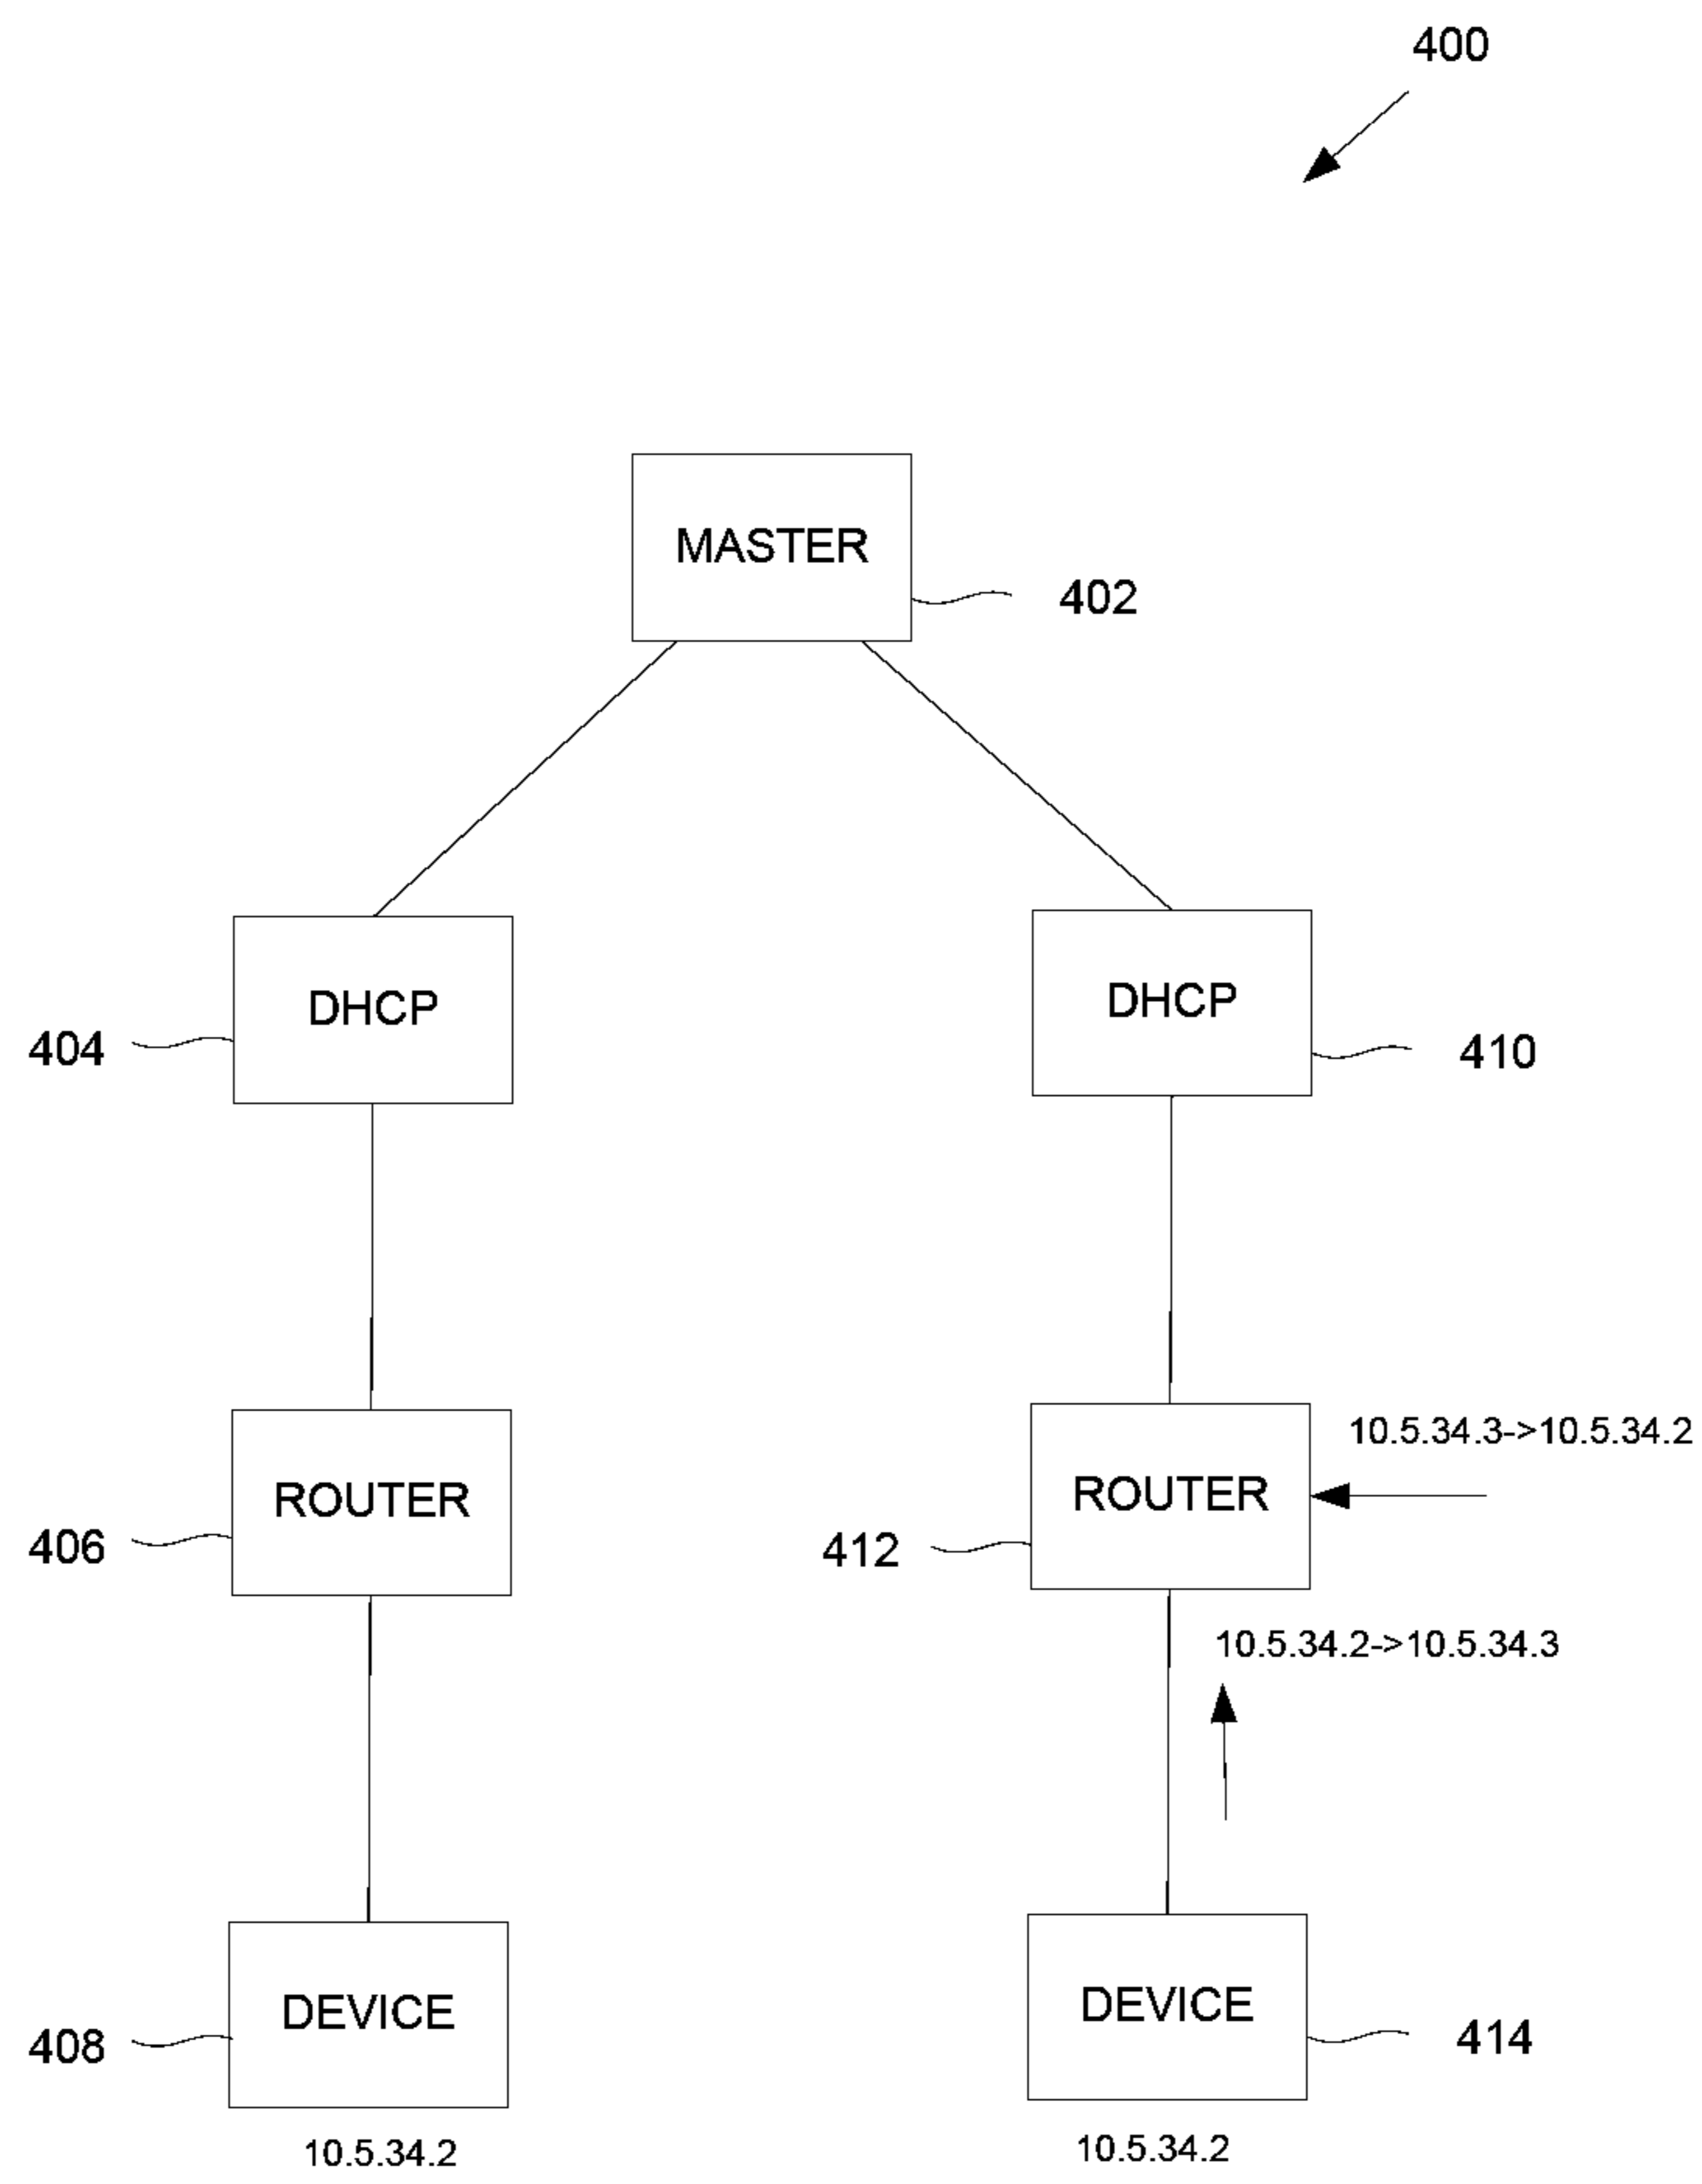 400
MASTER
402
DHCP
DHCP
404
410
10.5.34.3->10.5.34.2
ROUTER
ROUTER
406
412
10.5.34.2->10.5.34.3
DEVICE
DEVICE
408
414
10.5.34.2
10.5.34.2